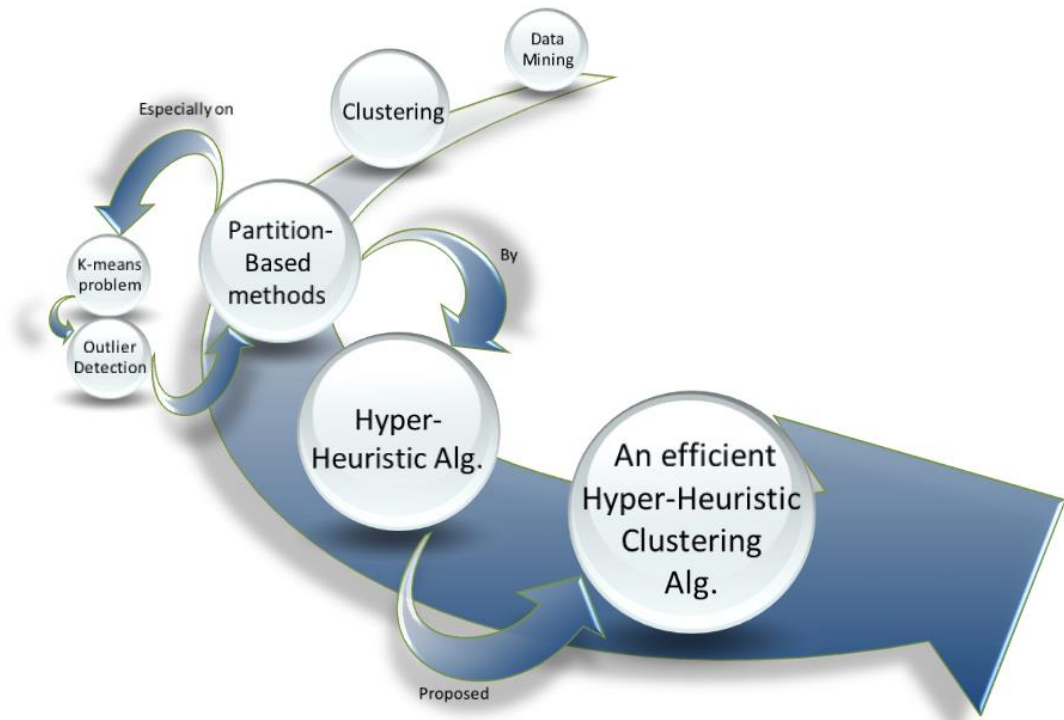 Data
Mining
Clustering
Especially on
Partition-
Based
methods
K-means
problem
Outlier
Detection
By
Hyper-
Heuristic Alg.
An efficient
Hyper-Heuristic
Clustering
Alg.
Proposed